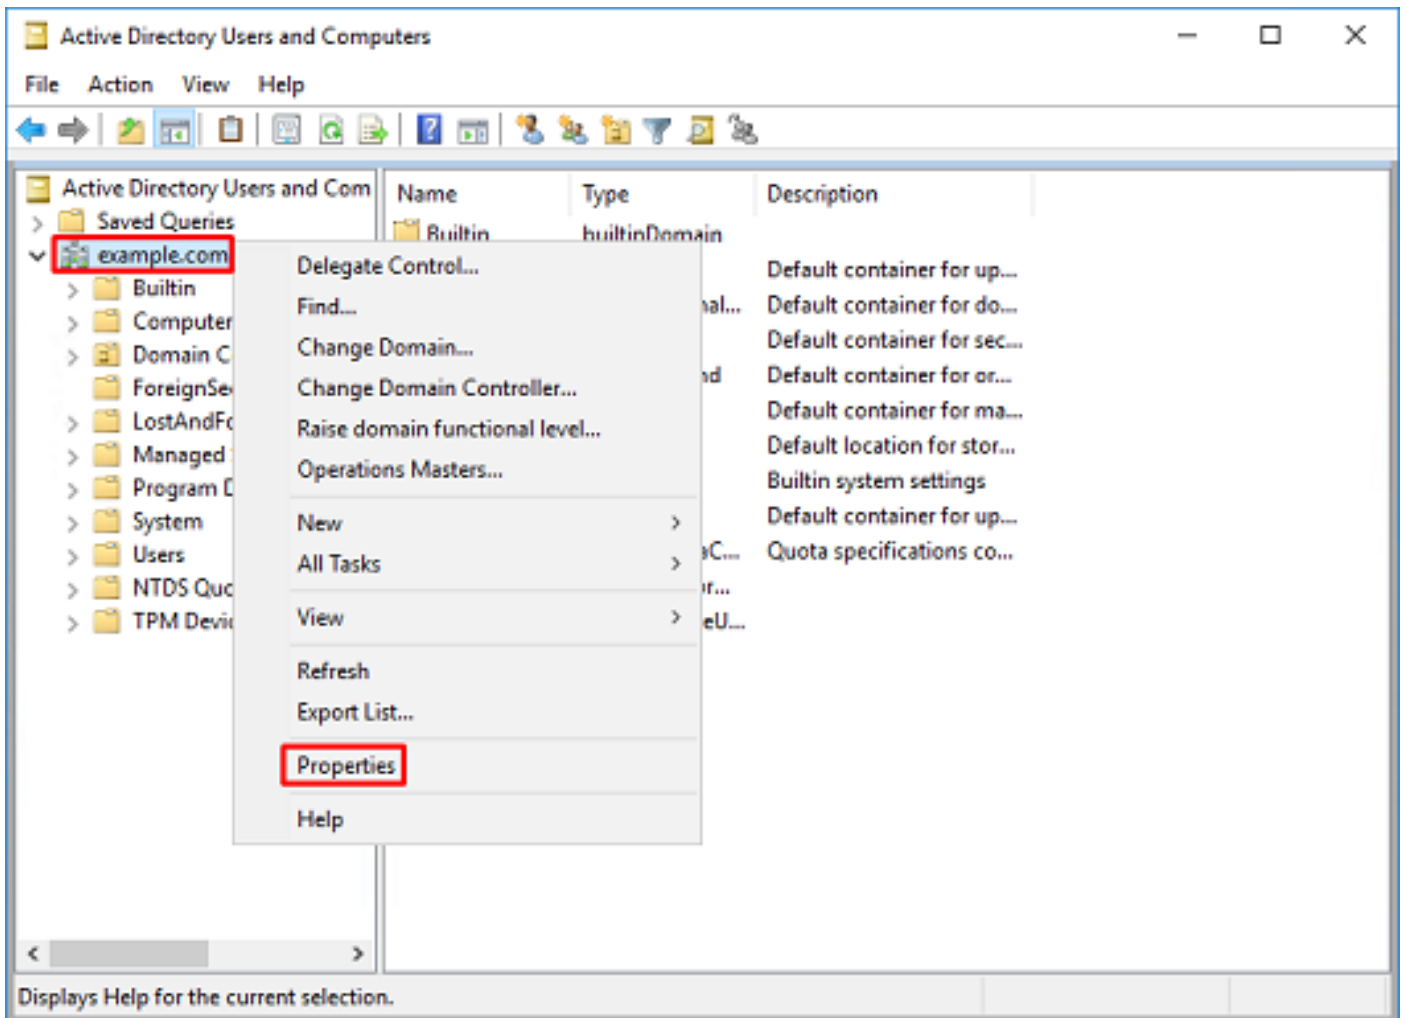 Active Directory Users and Computers
File Action View Help
Active Directory Users and Com
Saved Queries
example.com
Builtin
Computer
Domain C
ForeignSe
LostAndFo
Managed
Program D
System
Users
NTDS Quo
TPM Devi
Name Type Description
Builtin builtinDomain
Default container for up...
nal... Default container for do...
Default container for sec...
nd Default container for or...
Default container for ma...
Default location for stor...
Builtin system settings
Default container for up...
aC... Quota specifications co...
r...
eU...
Delegate Control...
Find...
Change Domain...
Change Domain Controller...
Raise domain functional level...
Operations Masters...
New
All Tasks
View
Refresh
Export List...
Properties
Help
Displays Help for the current selection.